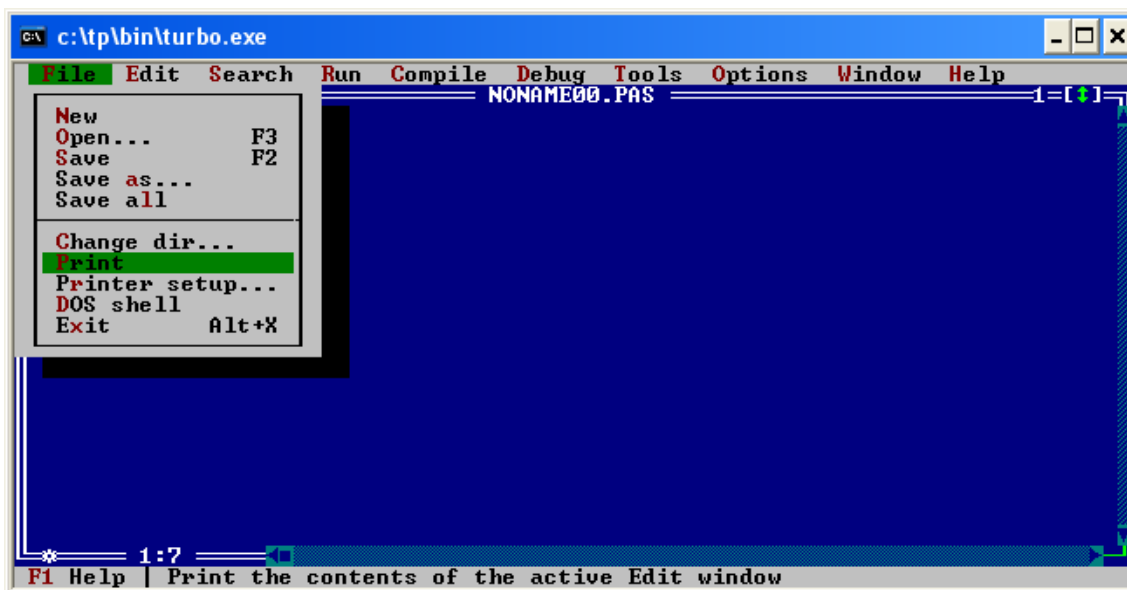 c:\tp\bin\turbo.exe
File Edit Search Run Compile Debug Tools Options Window Help
NONAME00.PAS 1=[↕]
New
Open... F3
Save F2
Save as...
Save all
Change dir...
Print
Printer setup...
DOS shell
Exit Alt+X
1:7
F1 Help | Print the contents of the active Edit window